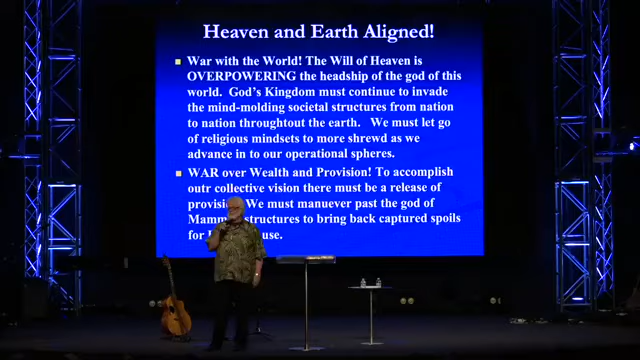 Heaven and Earth Aligned!
War with the World! The Will of Heaven is
OVERPOWERING the headship of the god of this
world. God's Kingdom must continue to invade
the mind-molding societal structures from nation
to nation throughtout the earth. We must let go
of religious mindsets to more shrewd as we
advance in to our operational spheres.
WAR over Wealth and Provision! To accomplish
outr collective vision there must be a release of
We must manuever past the god of
structures to bring back captured spoils
for use.